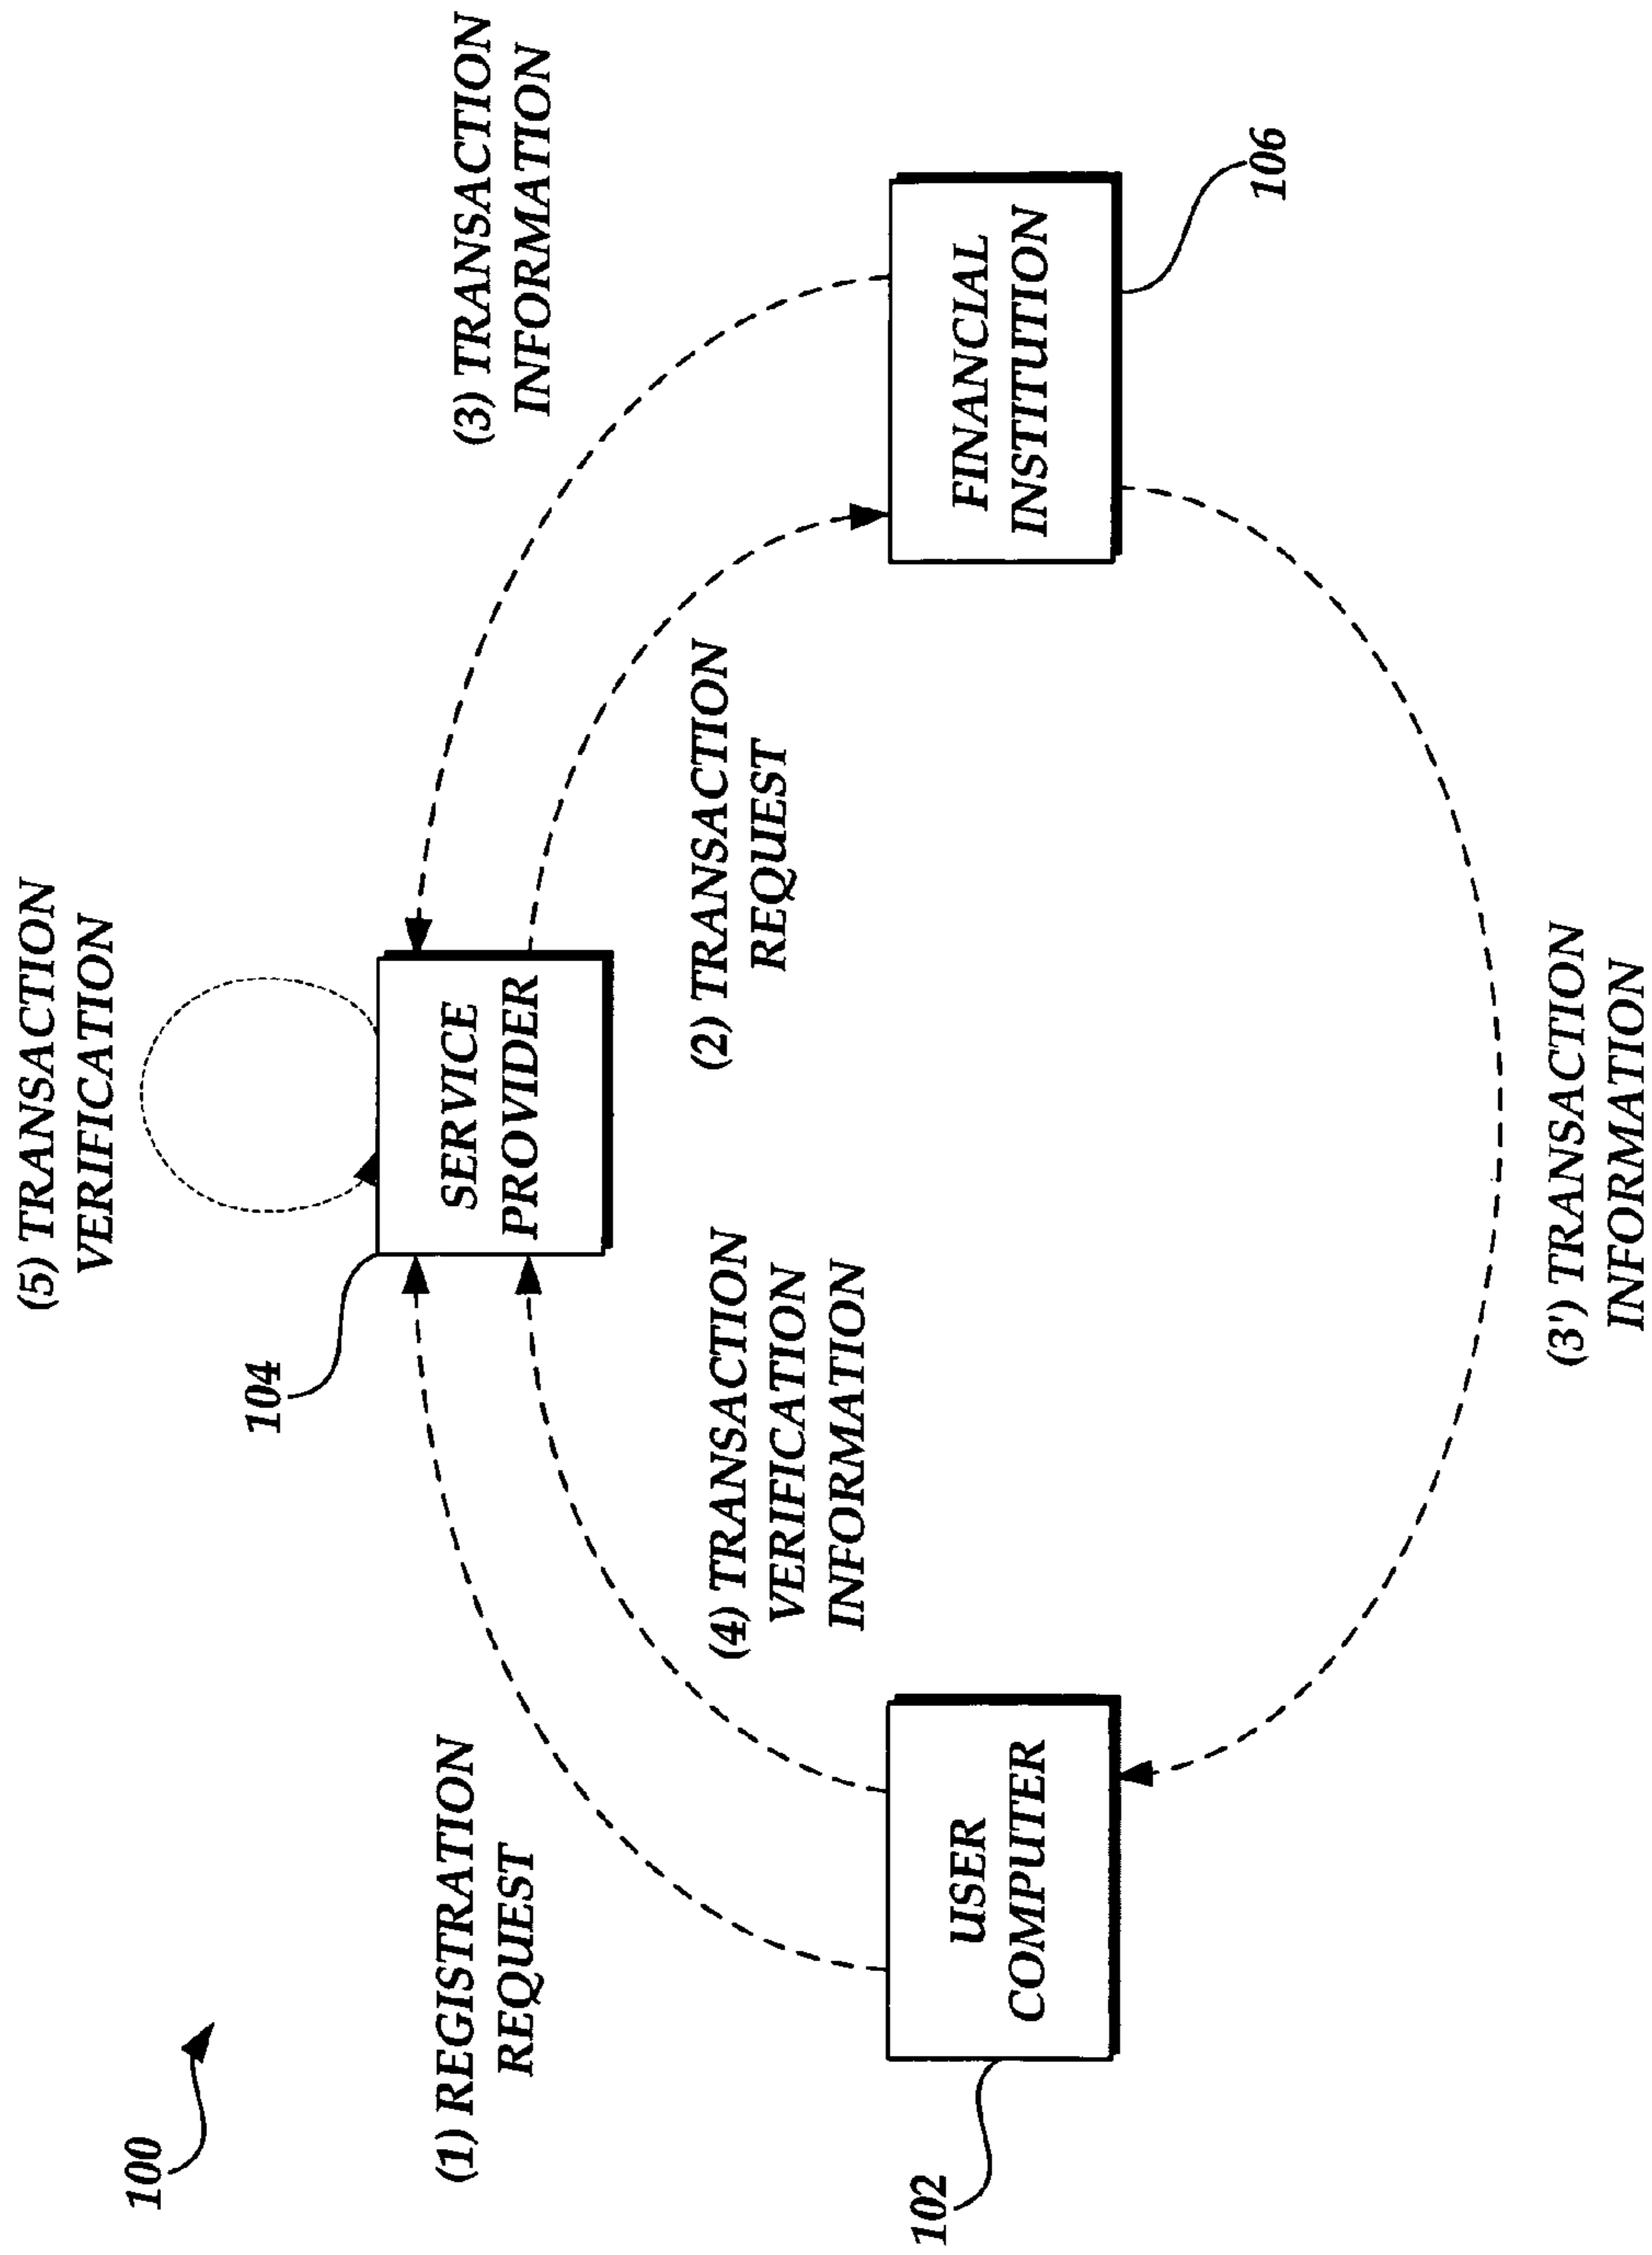 100
(5) TRANSACTION
VERIFICATION
104
SERVICE
PROVIDER
(1) REGISTRATION
REQUEST
(3) TRANSACTION
INFORMATION
(4) TRANSACTION
VERIFICATION
INFORMATION
(2) TRANSACTION
REQUEST
102
USER
COMPUTER
FINANCIAL
INSTITUTION
106
(3') TRANSACTION
INFORMATION